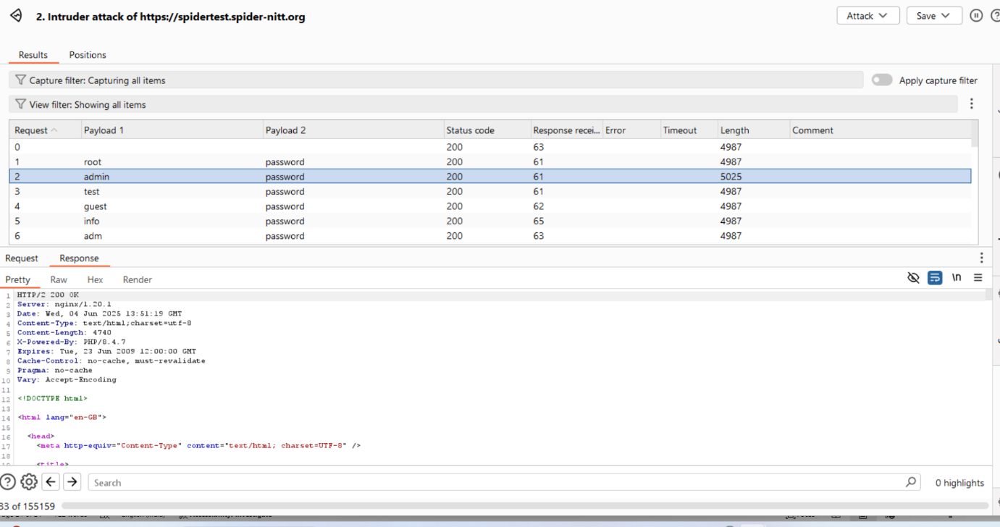 2. Intruder attack of https://spidertest.spider-nitt.org
Attack
Save
Results Positions
Capture filter: Capturing all items
Apply capture filter
View filter: Showing all items
Request Payload 1 Payload 2 Status code Response recei... Error Timeout Length Comment
0 200 63 4987
1 root password 200 61 4987
2 admin password 200 61 5025
3 test password 200 61 4987
4 guest password 200 62 4987
5 info password 200 65 4987
6 adm password 200 63 4987
Request Response
Pretty Raw Hex Render
\n
1 HTTP/2 200 OK
2 Server: nginx/1.20.1
3 Date: Wed, 04 Jun 2025 13:51:19 GMT
4 Content-Type: text/html;charset=utf-8
5 Content-Length: 4740
6 X-Powered-By: PHP/8.4.7
7 Expires: Tue, 23 Jun 2009 12:00:00 GMT
8 Cache-Control: no-cache, must-revalidate
9 Pragma: no-cache
10 Vary: Accept-Encoding
11
12 <!DOCTYPE html>
13
14 <html lang="en-GB">
15
16 <head>
17 <meta http-equiv="Content-Type" content="text/html; charset=UTF-8" />
18
19 <title>
Search
0 highlights
33 of 155159